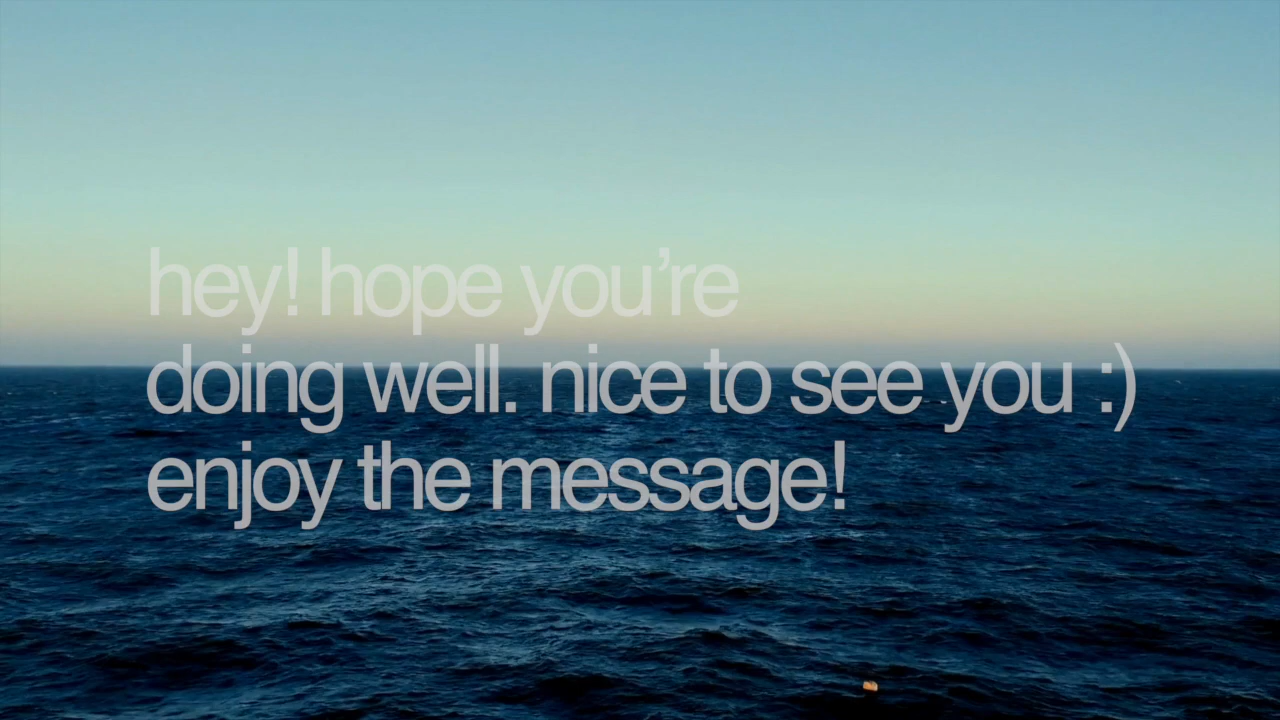 hey! hope you’re
doing well. nice to see you :)
enjoy the message!